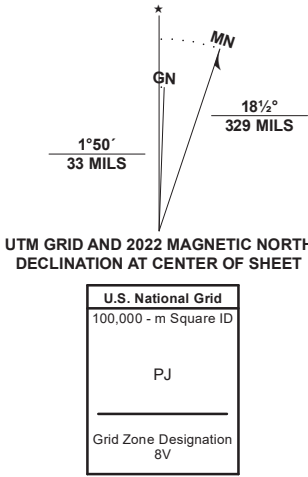 ★
MN
GN
18½°
329 MILS
1°50´
33 MILS
UTM GRID AND 2022 MAGNETIC NORTH
DECLINATION AT CENTER OF SHEET
U.S. National Grid
100,000 - m Square ID
PJ
Grid Zone Designation
8V